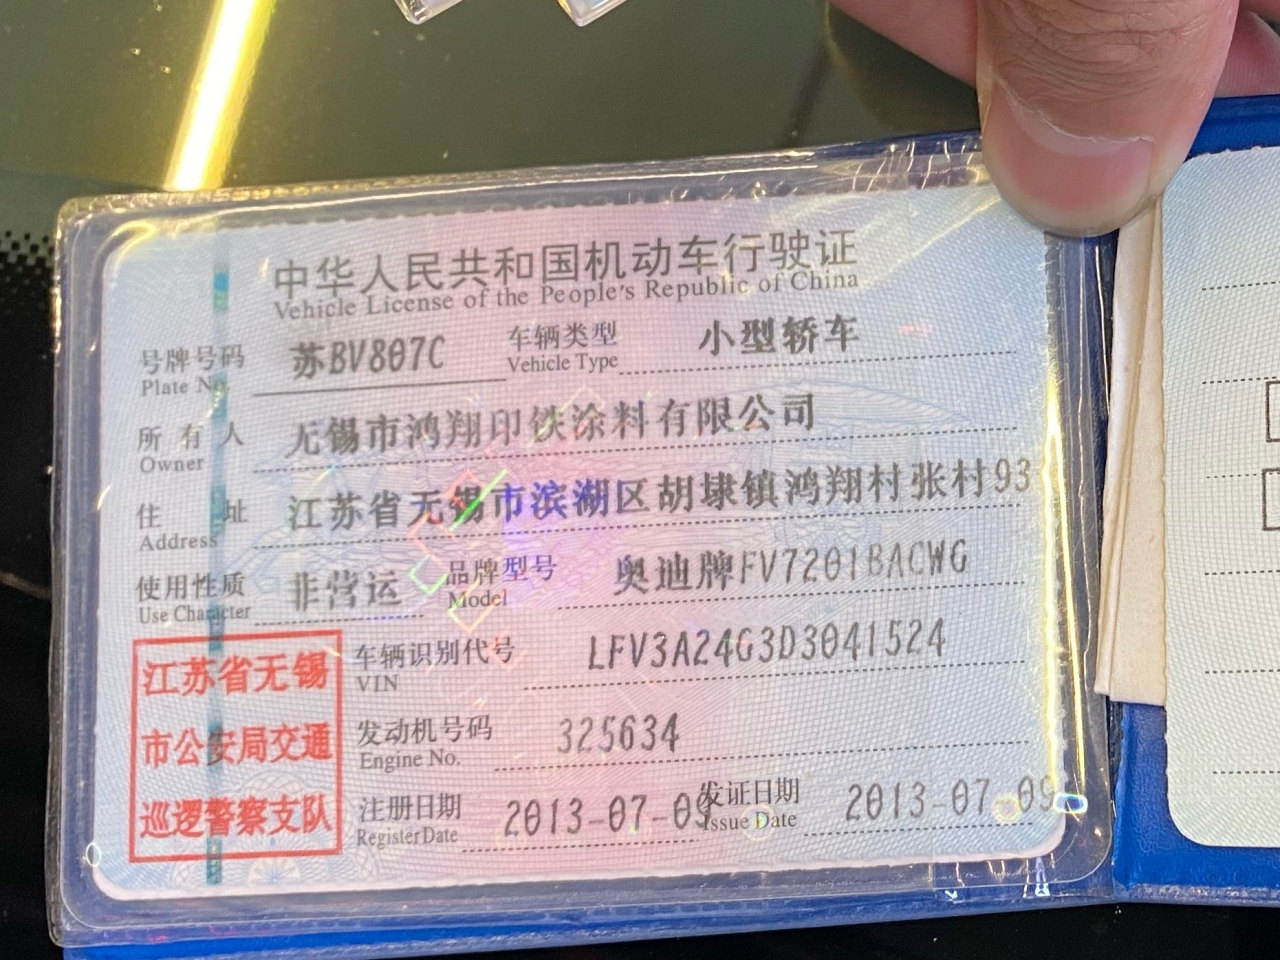 中华人民共和国机动车行驶证
Vehicle License of the People's Republic of China
号牌号码 苏BV807C 车辆类型 小型轿车
Plate No. Vehicle Type
所有人 无锡市鸿翔印铁涂料有限公司
Owner
住址 江苏省无锡市滨湖区胡埭镇鸿翔村张村93
Address
使用性质 非营运 品牌型号 奥迪牌FV7201BACWG
Use Character Model
江苏省无锡
市公安局交通
巡逻警察支队
车辆识别代号 LFV3A24G3D3041524
VIN
发动机号码 325634
Engine No.
注册日期 2013-07-09 发证日期 2013-07-09
Register Date Issue Date